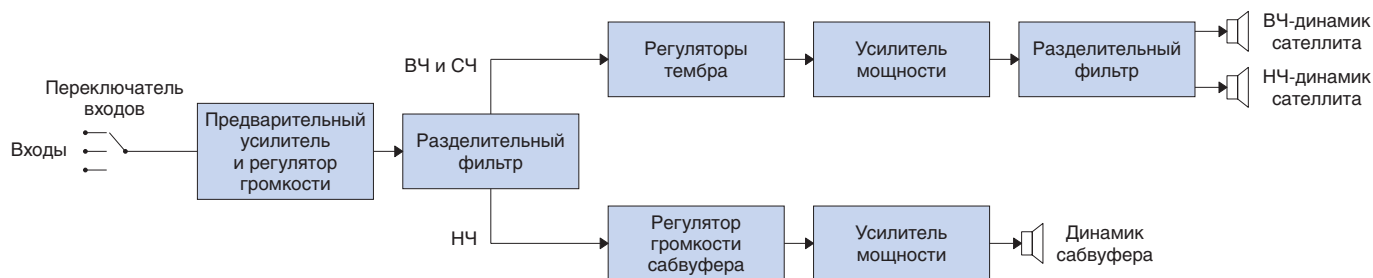 Входы
Переключатель
входов
Предварительный
усилитель
и регулятор
громкости
Разделительный
фильтр
ВЧ и СЧ
Регуляторы
тембра
Усилитель
мощности
Разделительный
фильтр
ВЧ-динамик
сателлита
НЧ-динамик
сателлита
НЧ
Регулятор
громкости
сабвуфера
Усилитель
мощности
Динамик
сабвуфера